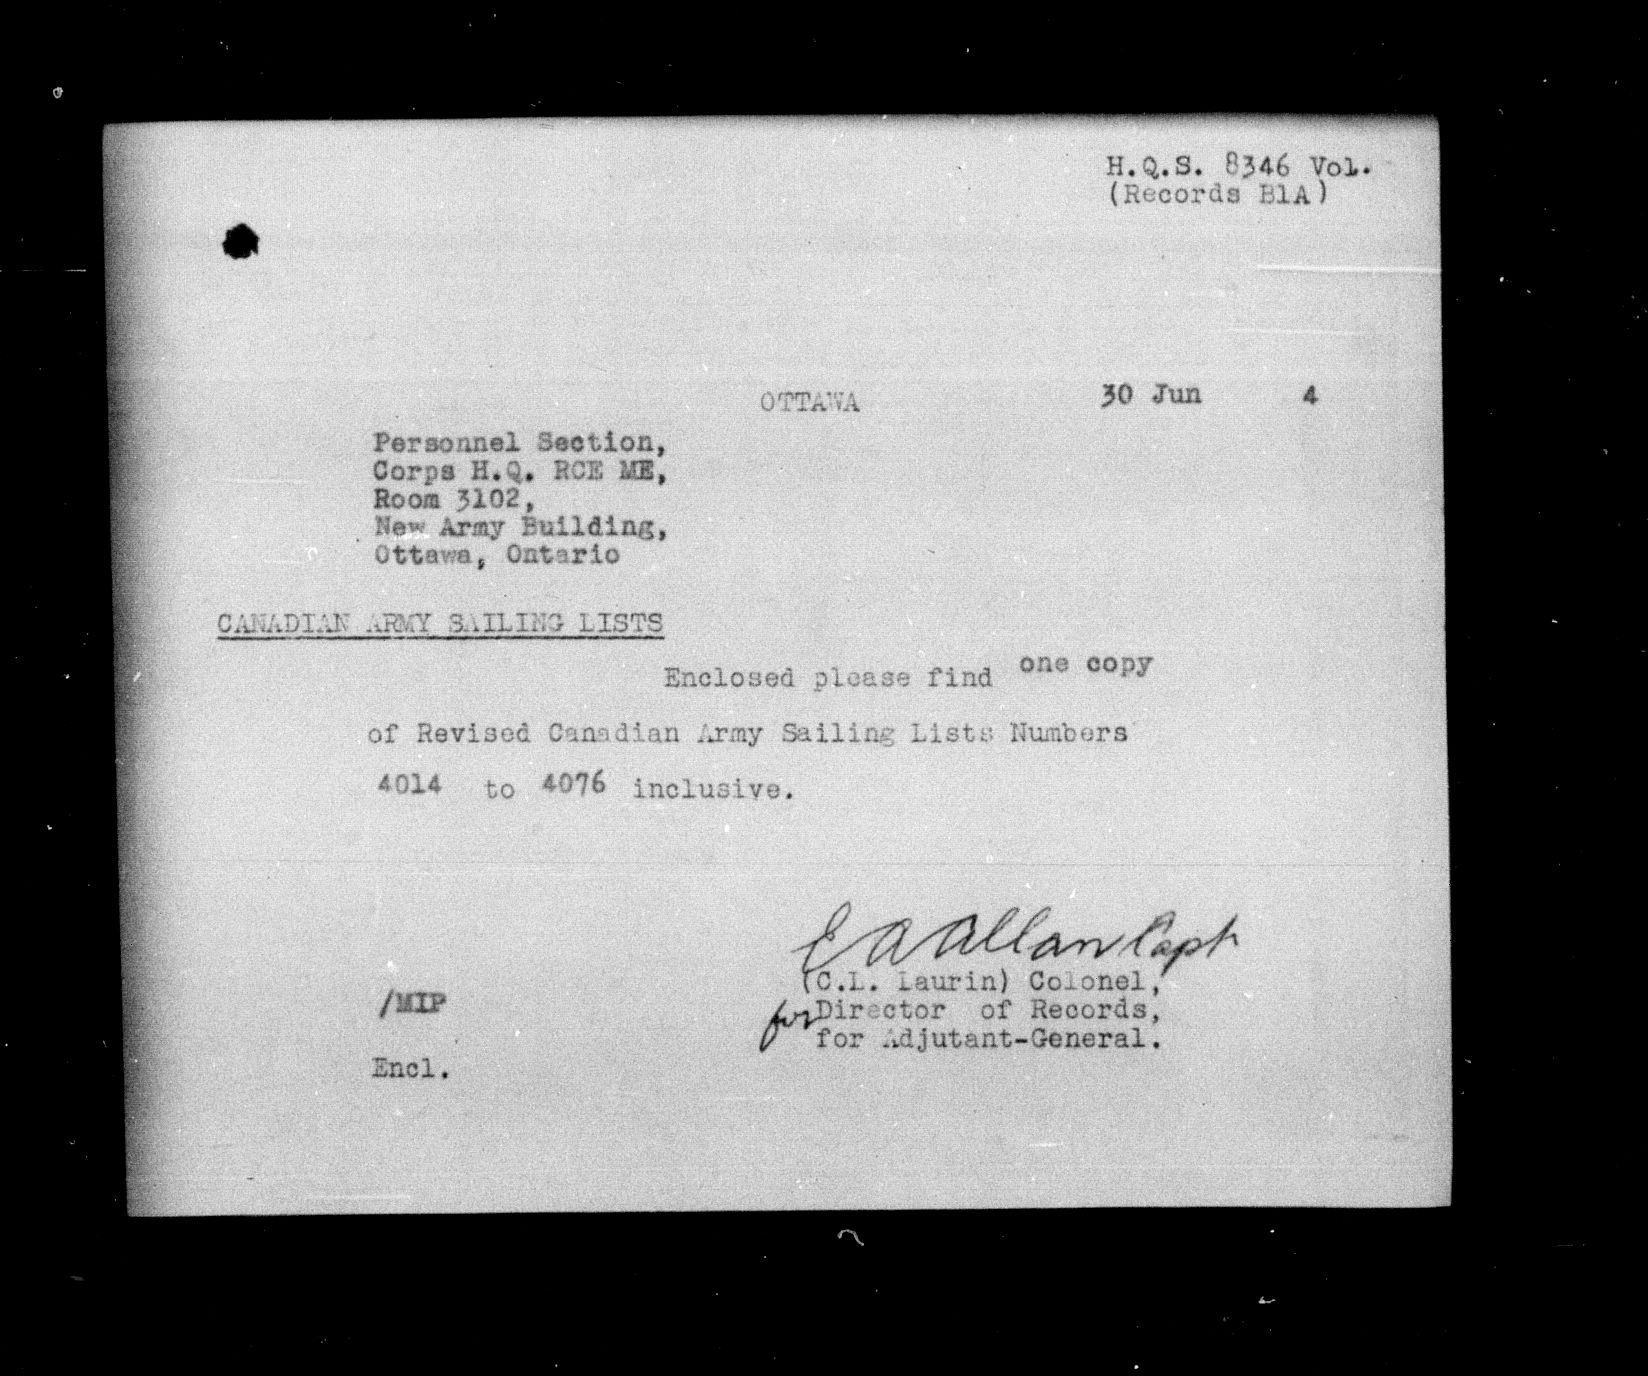 H.Q.S. 8346 Vol.
(Records B1A)
OTTAWA 30 Jun 4
Personnel Section,
Corps H.Q. RCE ME,
Room 3102,
New Army Building,
Ottawa, Ontario
CANADIAN ARMY SAILING LISTS
Enclosed please find one copy
of Revised Canadian Army Sailing Lists Numbers
4014 to 4076 inclusive.
E A Allan Capt
(C.L. Laurin) Colonel,
for Director of Records,
for Adjutant-General.
/MIP
Encl.